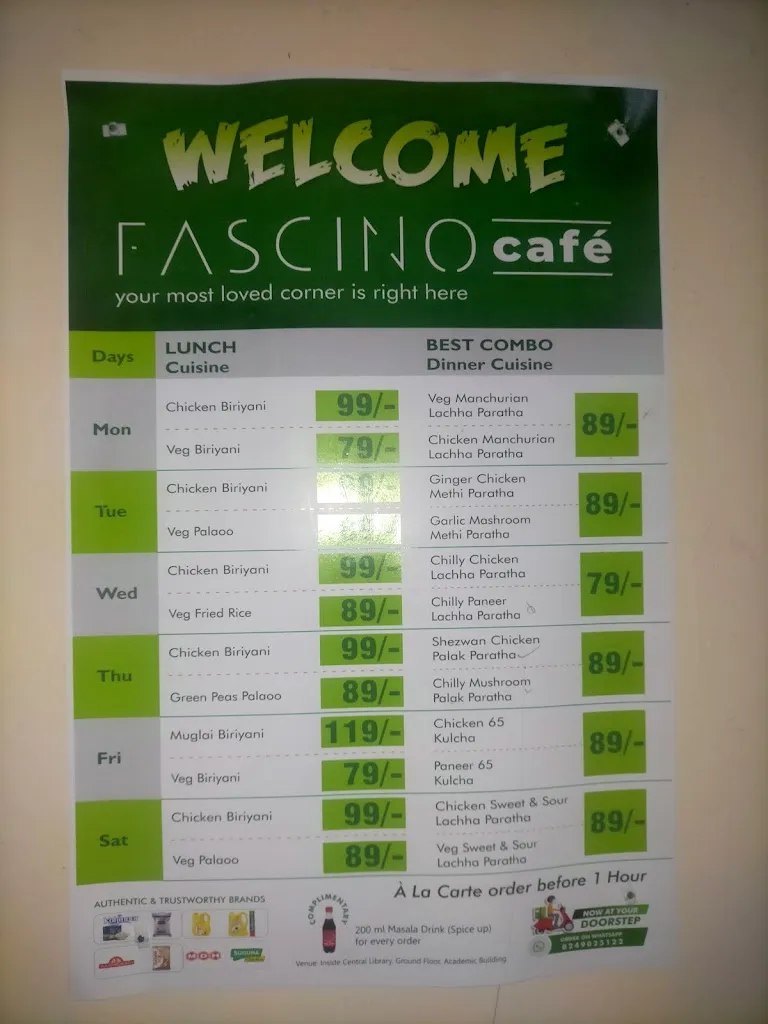 WELCOME
FASCINO café
your most loved corner is right here
Days LUNCH Cuisine BEST COMBO Dinner Cuisine
Mon
Chicken Biriyani 99/-
Veg Biriyani 79/-
Veg Manchurian
Lachha Paratha
Chicken Manchurian
Lachha Paratha
89/-
Tue
Chicken Biriyani
Veg Palaoo
Ginger Chicken
Methi Paratha
Garlic Mashroom
Methi Paratha
89/-
Wed
Chicken Biriyani 99/-
Veg Fried Rice 89/-
Chilly Chicken
Lachha Paratha
Chilly Paneer
Lachha Paratha
79/-
Thu
Chicken Biriyani 99/-
Green Peas Palaoo 89/-
Shezwan Chicken
Palak Paratha
Chilly Mushroom
Palak Paratha
89/-
Fri
Muglai Biriyani 119/-
Veg Biriyani 79/-
Chicken 65
Kulcha
Paneer 65
Kulcha
89/-
Sat
Chicken Biriyani 99/-
Veg Palaoo 89/-
Chicken Sweet & Sour
Lachha Paratha
Veg Sweet & Sour
Lachha Paratha
89/-
À La Carte order before 1 Hour
AUTHENTIC & TRUSTWORTHY BRANDS
MDH
COMPLIMENTARY
200 ml Masala Drink (Spice up)
for every order
NOW AT YOUR
DOORSTEP
ORDER ON WHATSAPP
8249023122
Venue: Inside Central Library, Ground Floor, Academic Building